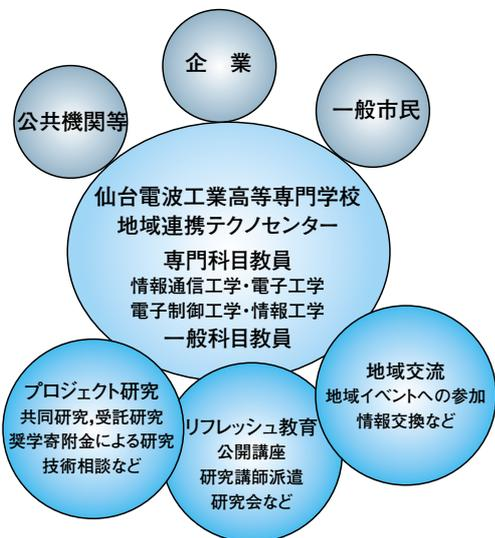 企　業
公共機関等
一般市民
仙台電波工業高等専門学校
地域連携テクノセンター
専門科目教員
情報通信工学・電子工学
電子制御工学・情報工学
一般科目教員
プロジェクト研究
共同研究,受託研究
奨学寄附金による研究
技術相談など
リフレッシュ教育
公開講座
研究講師派遣
研究会など
地域交流
地域イベントへの参加
情報交換など